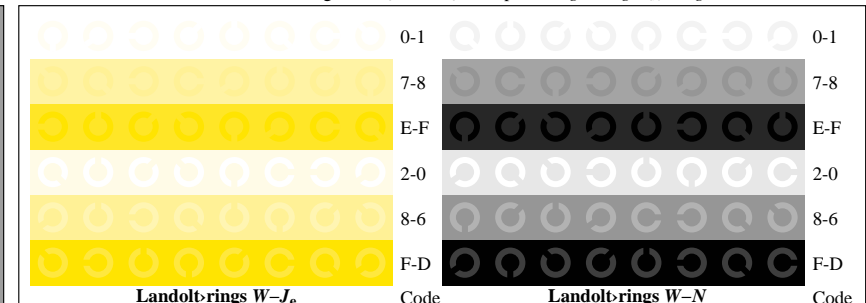 0-1 0-1
7-8 7-8
E-F E-F
2-0 2-0
8-6 8-6
F-D F-D
Landolt›rings W–Je Code Landolt›rings W–N Code